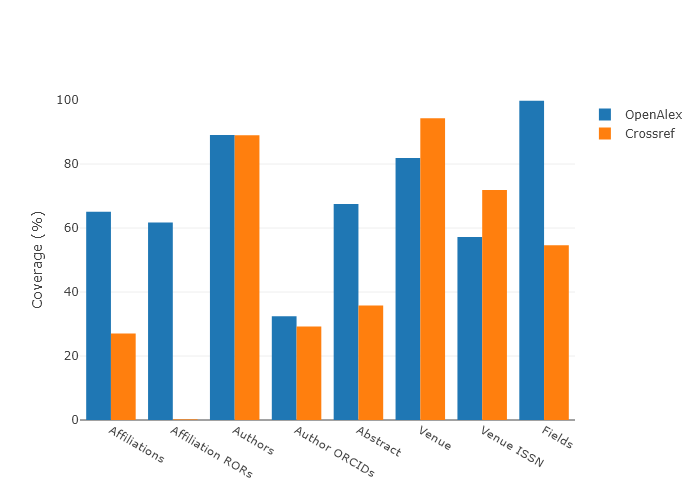 100
80
60
40
20
0
Coverage (%)
Affiliations
Affiliation RORs
Authors
Author ORCIDs
Abstract
Venue
Venue ISSN
Fields
OpenAlex
Crossref